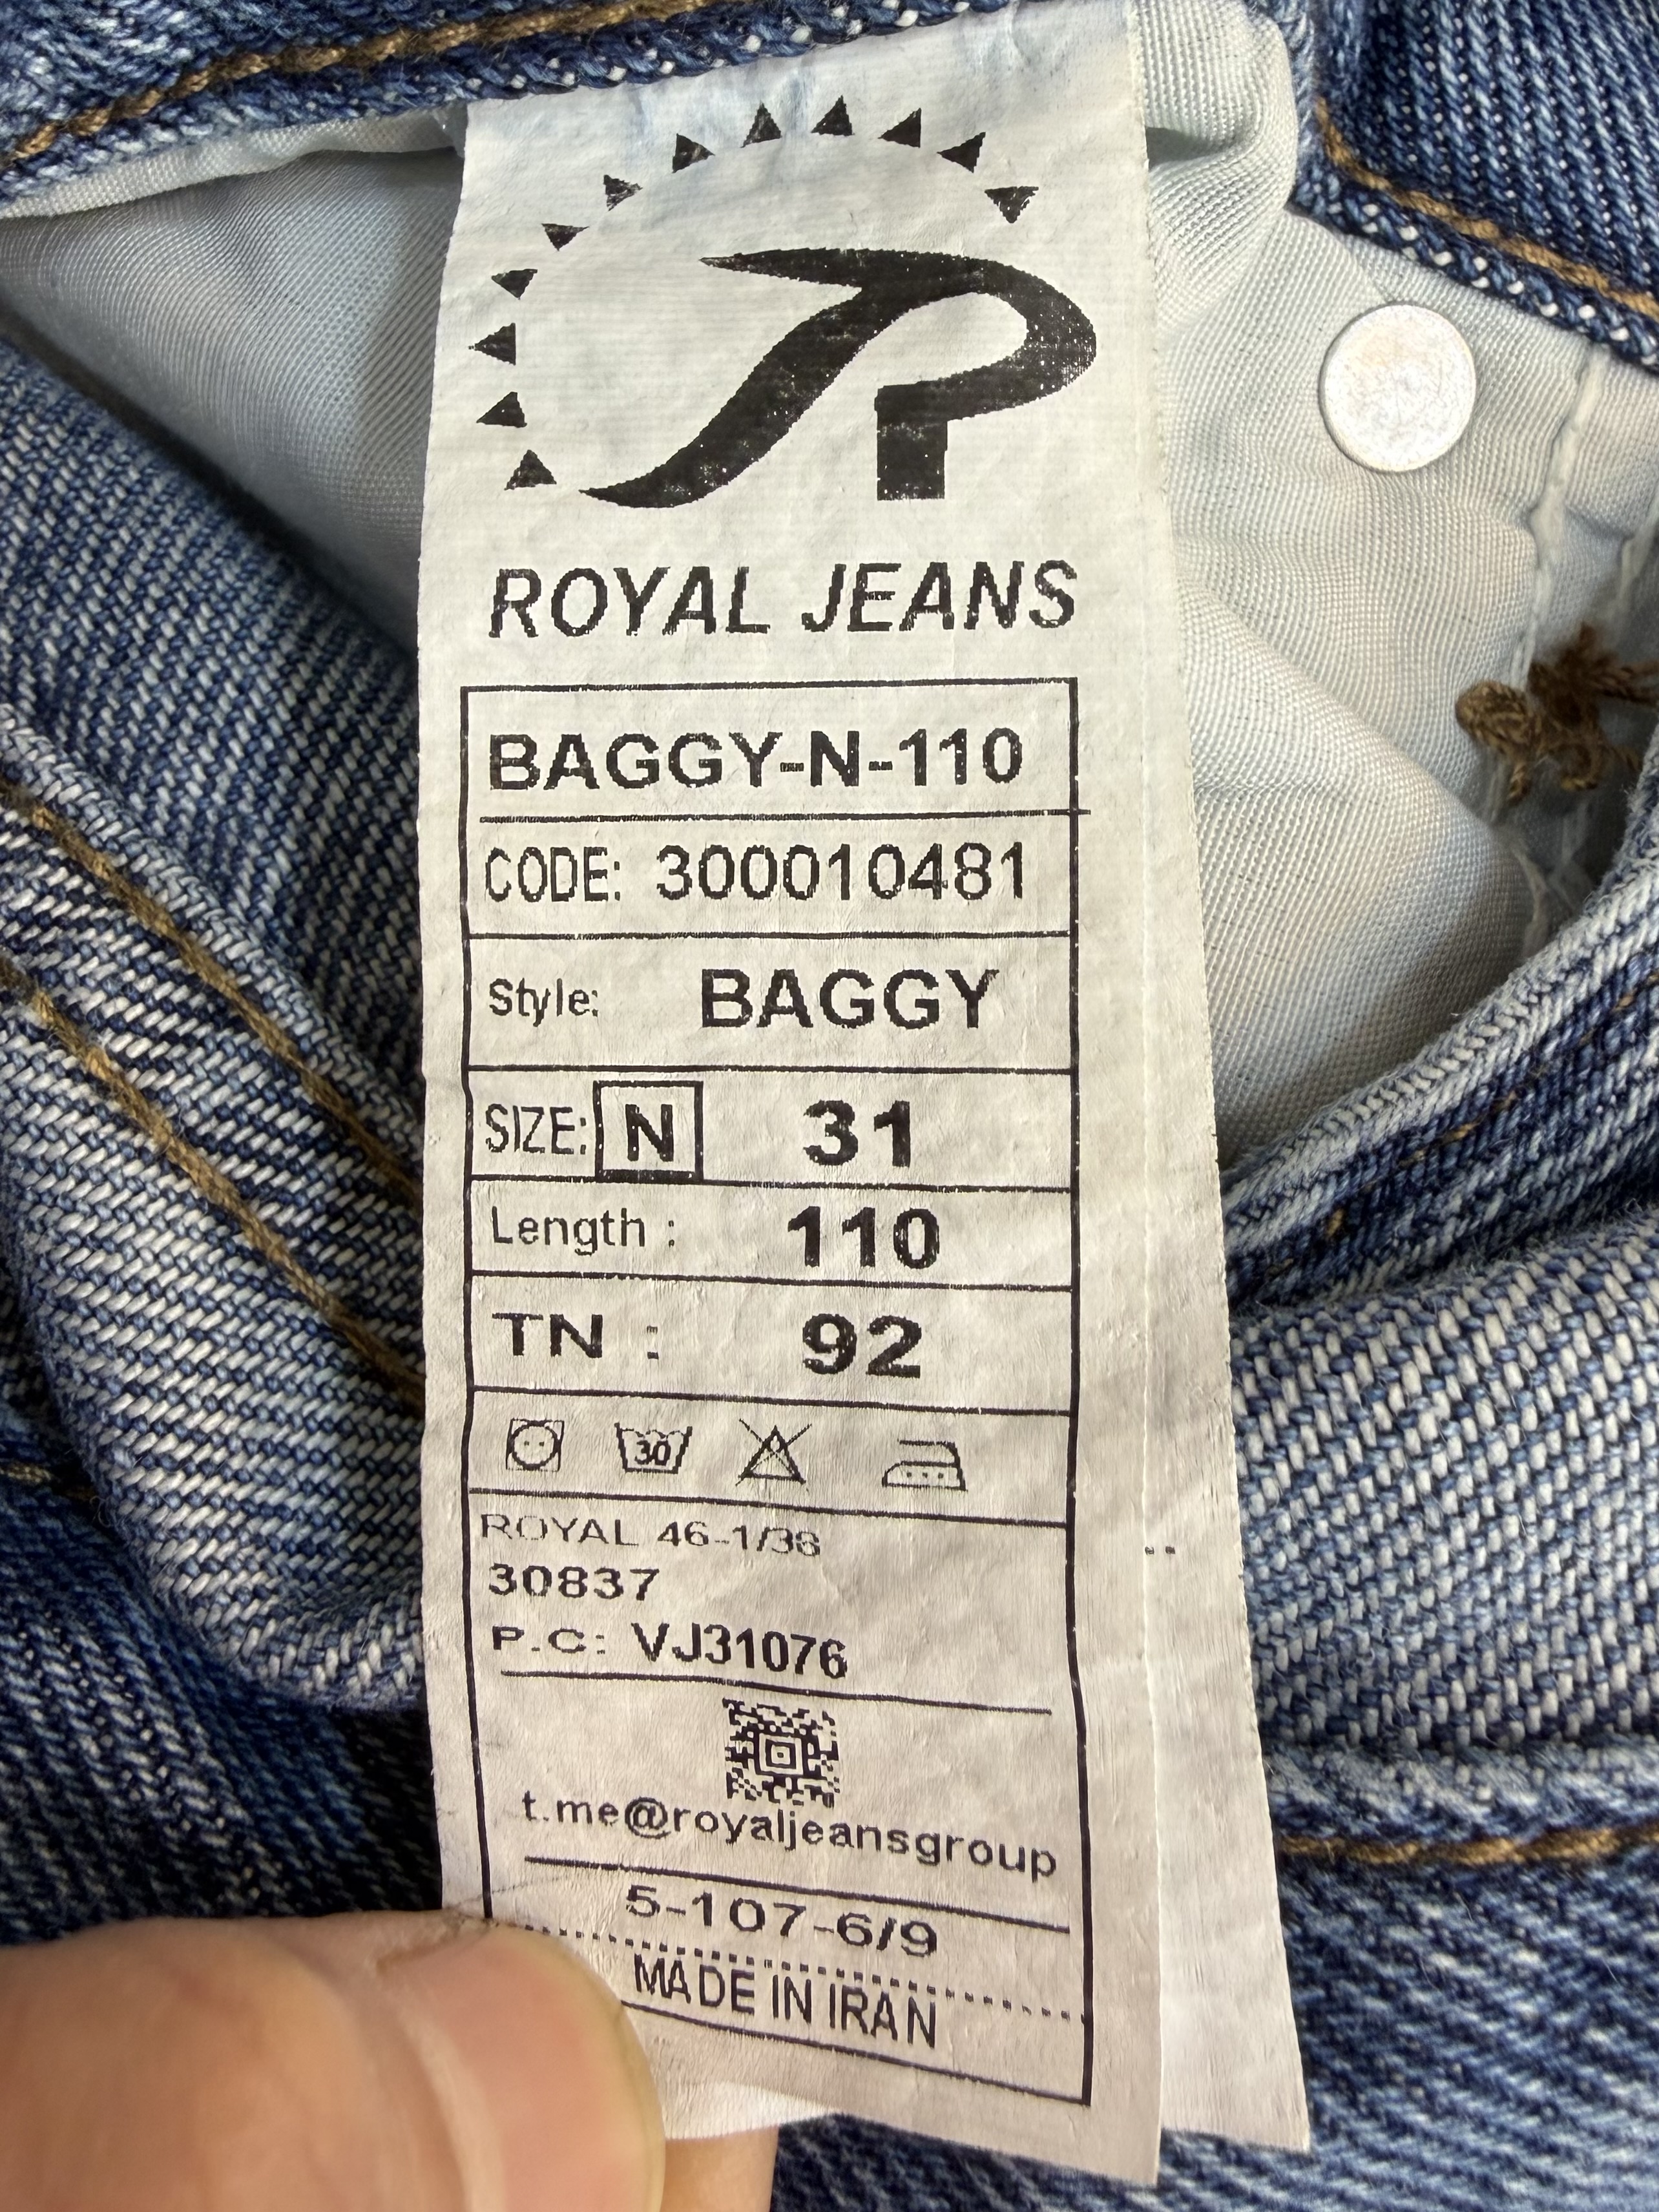 ROYAL JEANS
BAGGY-N-110
CODE: 300010481
Style: BAGGY
SIZE: N 31
Length : 110
TN : 92
30
ROYAL 46-1/38
30837
P.C: VJ31076
t.me@royaljeansgroup
5-107-6/9
MADE IN IRAN